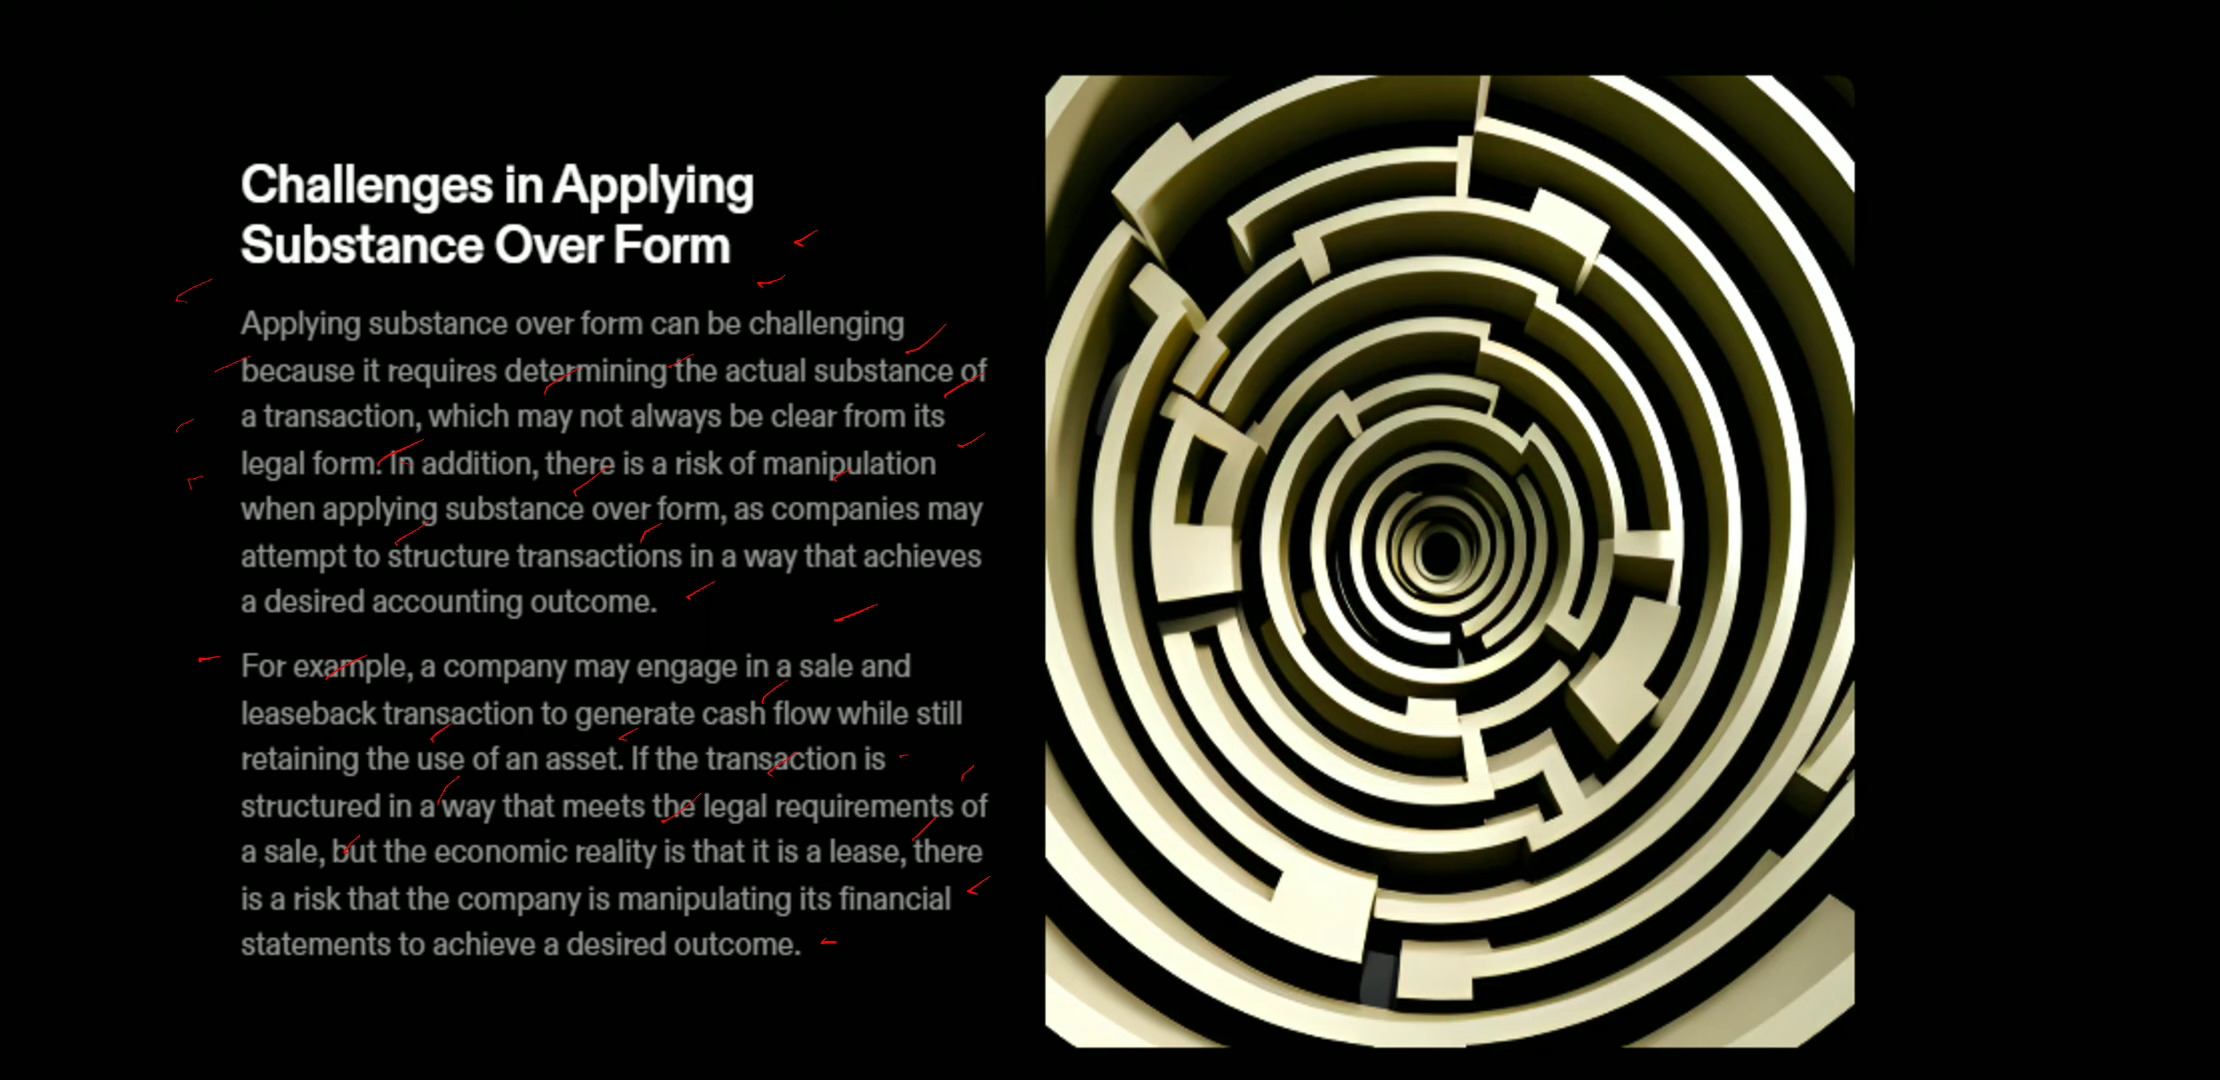 Challenges in Applying
Substance Over Form
Applying substance over form can be challenging
because it requires determining the actual substance of
a transaction, which may not always be clear from its
legal form. In addition, there is a risk of manipulation
when applying substance over form, as companies may
attempt to structure transactions in a way that achieves
a desired accounting outcome.
For example, a company may engage in a sale and
leaseback transaction to generate cash flow while still
retaining the use of an asset. If the transaction is
structured in a way that meets the legal requirements of
a sale, but the economic reality is that it is a lease, there
is a risk that the company is manipulating its financial
statements to achieve a desired outcome.